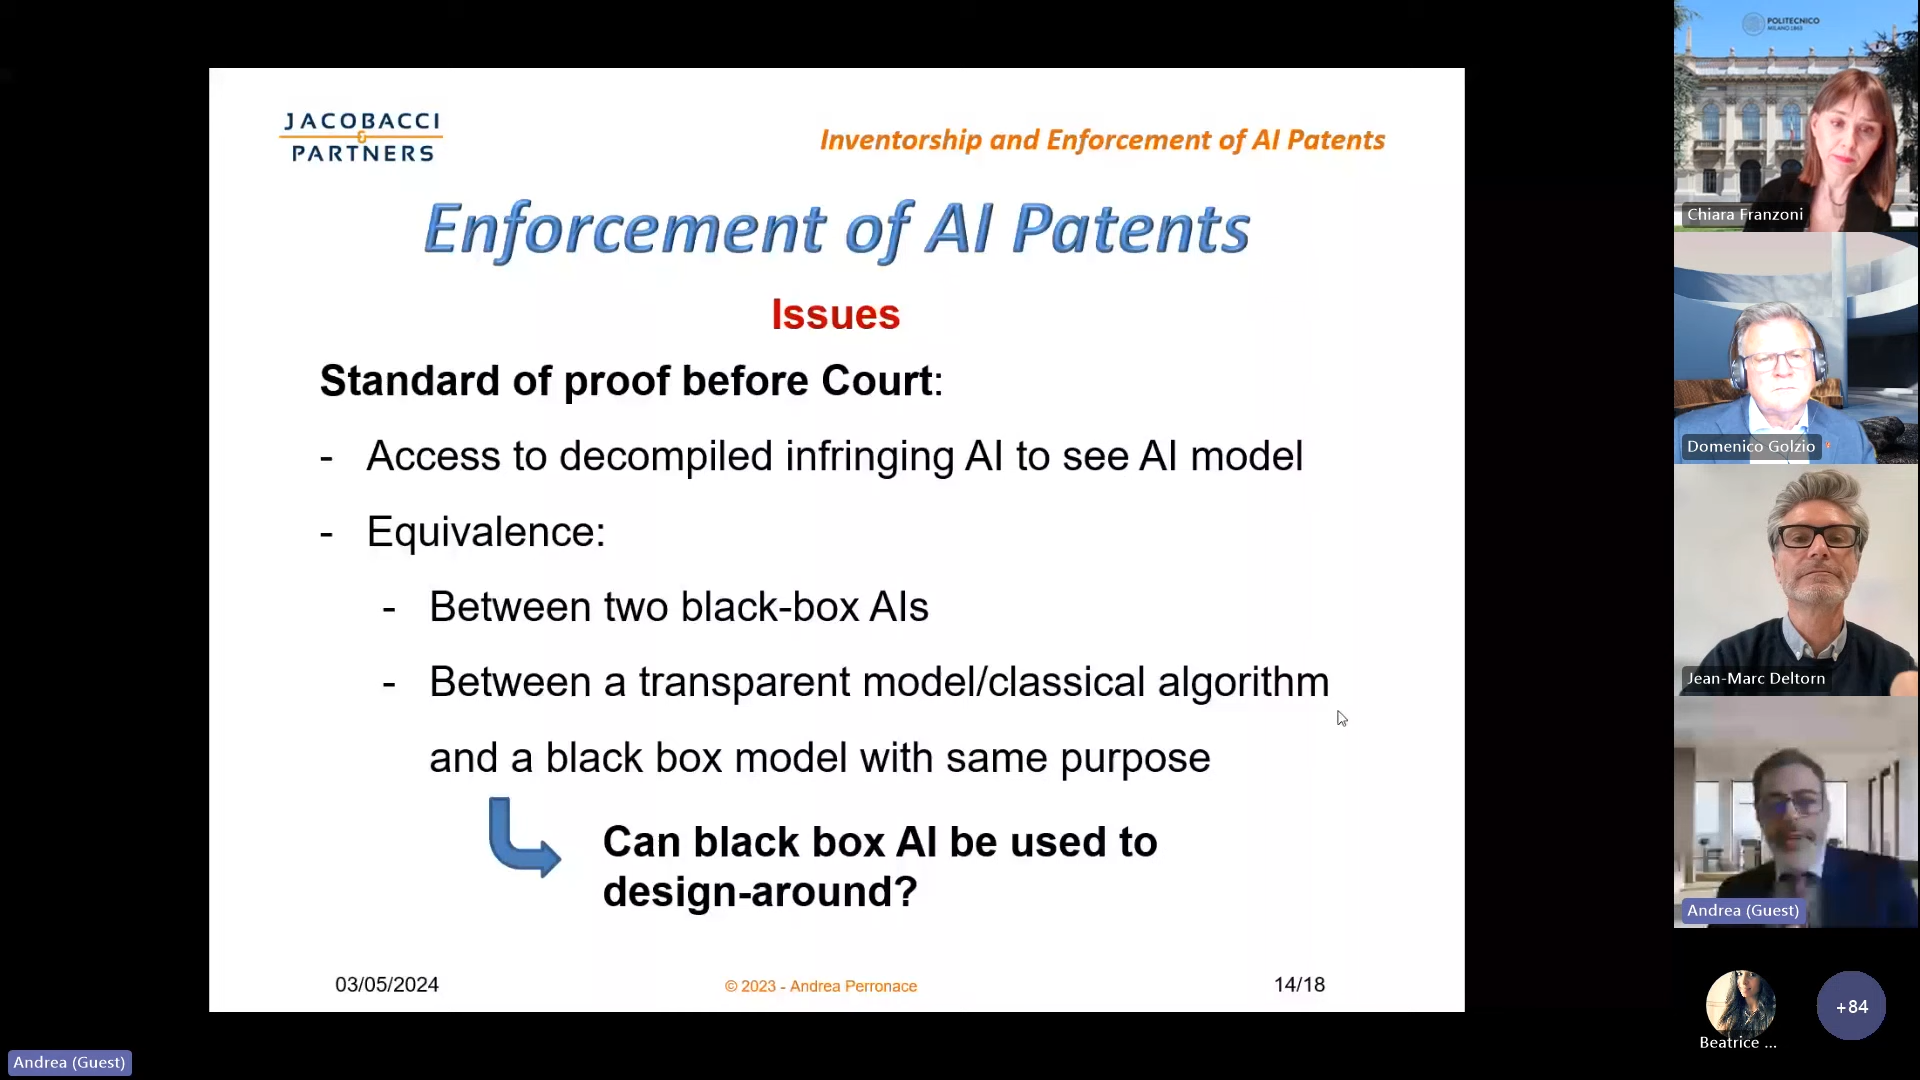 JACOBACCI
&
PARTNERS
Inventorship and Enforcement of AI Patents
Enforcement of AI Patents
Issues
Standard of proof before Court:
- Access to decompiled infringing AI to see AI model
- Equivalence:
- Between two black-box AIs
- Between a transparent model/classical algorithm
and a black box model with same purpose
Can black box AI be used to
design-around?
03/05/2024
© 2023 - Andrea Perronace
14/18
POLITECNICO
MILANO 1863
Chiara Franzoni
Domenico Golzio
Jean-Marc Deltorn
Andrea (Guest)
Beatrice ...
+84
Andrea (Guest)